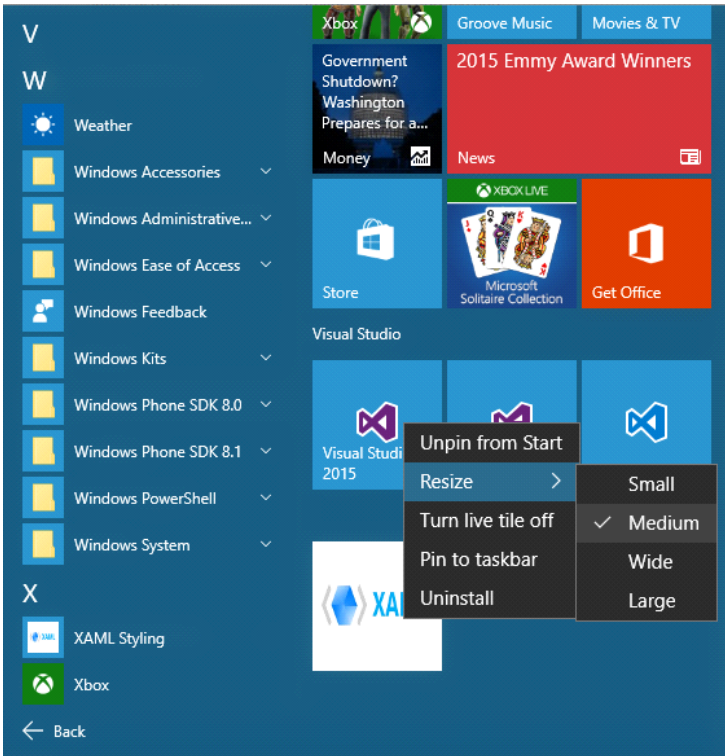 V
W
Weather
Windows Accessories
Windows Administrative...
Windows Ease of Access
Windows Feedback
Windows Kits
Windows Phone SDK 8.0
Windows Phone SDK 8.1
Windows PowerShell
Windows System
X
XAML Styling
Xbox
Back
Xbox
Groove Music
Movies & TV
Government
Shutdown?
Washington
Prepares for a...
Money
2015 Emmy Award Winners
News
Store
XBOX LIVE
Microsoft
Solitaire Collection
Get Office
Visual Studio
Visual Studi
2015
Unpin from Start
Resize
Turn live tile off
Pin to taskbar
Uninstall
Small
Medium
Wide
Large